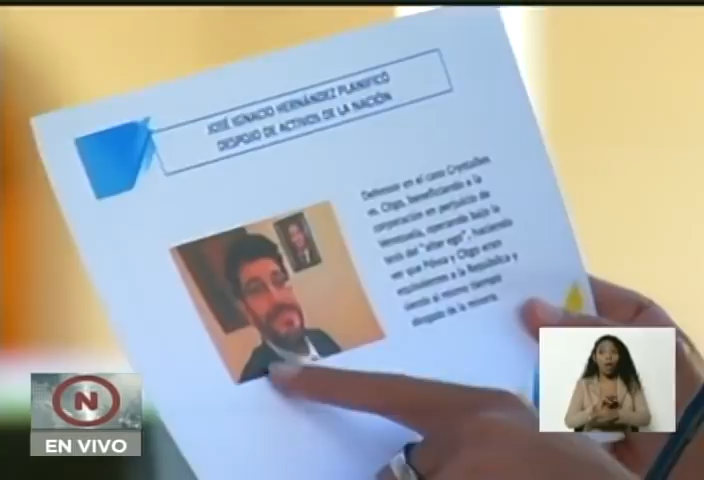 JOSÉ IGNACIO HERNÁNDEZ PLANIFICÓ
DESPOJO DE ACTIVOS DE LA NACIÓN
Defensor en el caso Crystallex
vs. Citgo, beneficiando a la
corporación en perjuicio de
Venezuela, operando bajo la
tesis del "alter ego", haciendo
ver que Pdvsa y Citgo eran
equivalentes a la República y
siendo al mismo tiempo
abogado de la minera.
N
EN VIVO